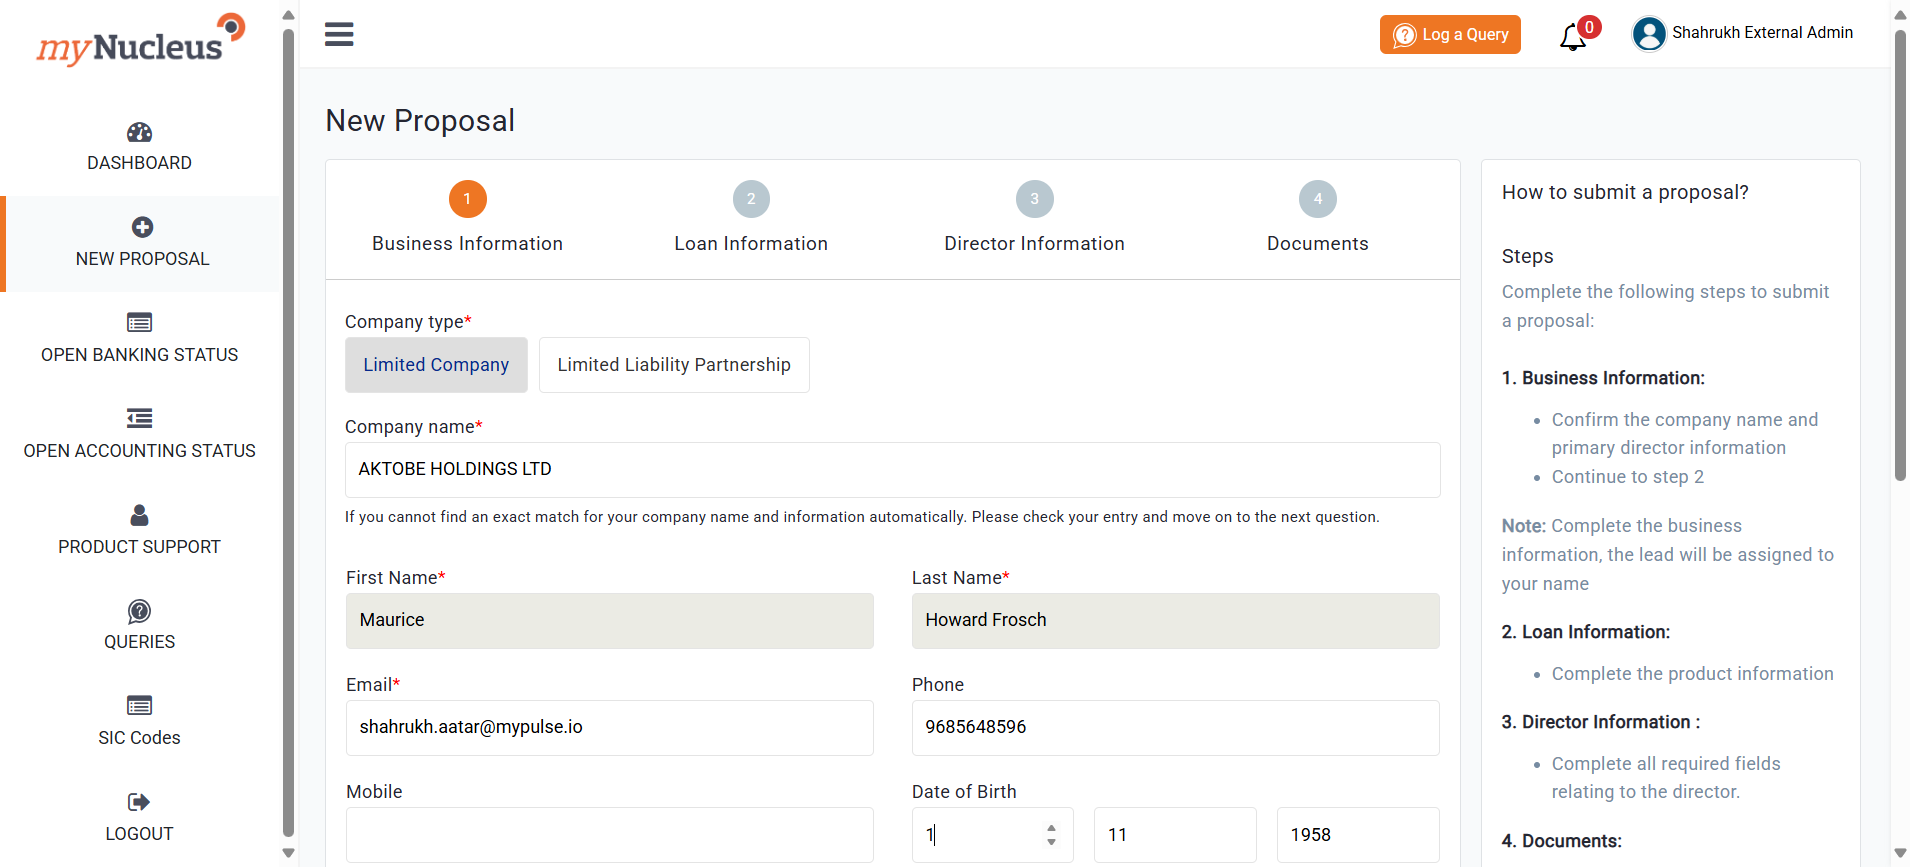 myNucleus
DASHBOARD
NEW PROPOSAL
OPEN BANKING STATUS
OPEN ACCOUNTING STATUS
PRODUCT SUPPORT
QUERIES
SIC Codes
LOGOUT
Log a Query
0
Shahrukh External Admin
New Proposal
1
2
3
4
Business Information
Loan Information
Director Information
Documents
Company type*
Limited Company
Limited Liability Partnership
Company name*
AKTOBE HOLDINGS LTD
If you cannot find an exact match for your company name and information automatically. Please check your entry and move on to the next question.
First Name*
Last Name*
Maurice
Howard Frosch
Email*
Phone
shahrukh.aatar@mypulse.io
9685648596
Mobile
Date of Birth
1
11
1958
How to submit a proposal?
Steps
Complete the following steps to submit
a proposal:
1. Business Information:
• Confirm the company name and
primary director information
• Continue to step 2
Note: Complete the business
information, the lead will be assigned to
your name
2. Loan Information:
• Complete the product information
3. Director Information :
• Complete all required fields
relating to the director.
4. Documents: